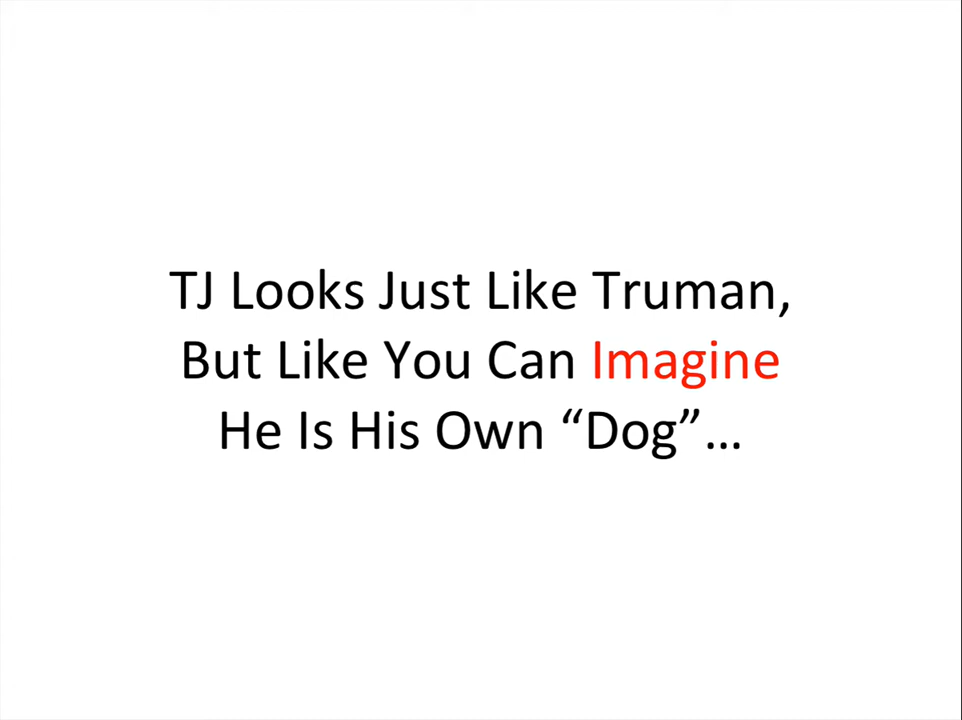 TJ Looks Just Like Truman,
But Like You Can Imagine
He Is His Own “Dog”…